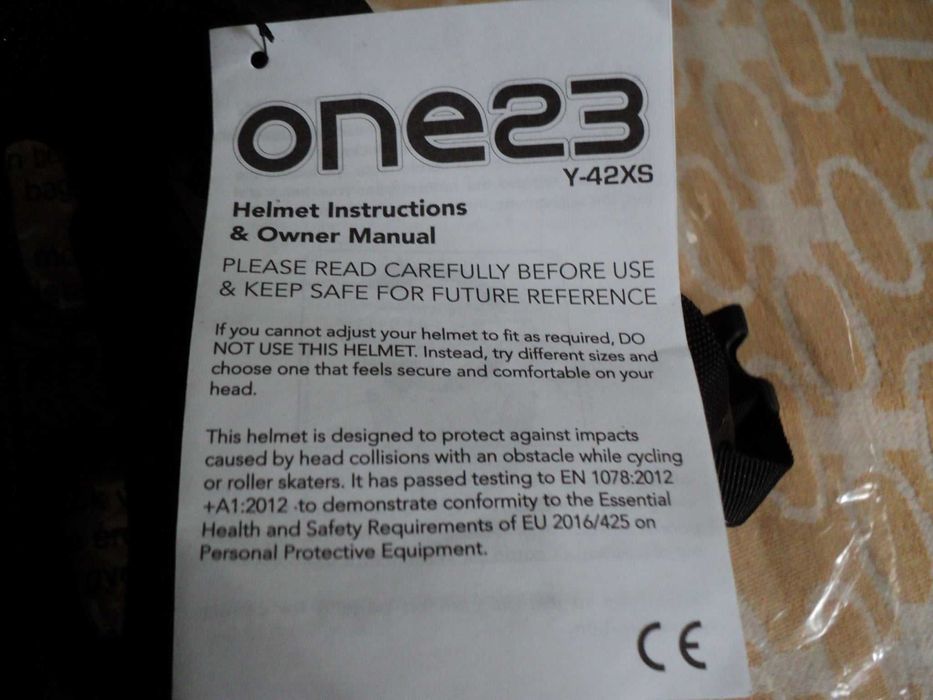 one23
Y-42XS
Helmet Instructions
& Owner Manual
PLEASE READ CAREFULLY BEFORE USE
& KEEP SAFE FOR FUTURE REFERENCE
If you cannot adjust your helmet to fit as required, DO
NOT USE THIS HELMET. Instead, try different sizes and
choose one that feels secure and comfortable on your
head.
This helmet is designed to protect against impacts
caused by head collisions with an obstacle while cycling
or roller skaters. It has passed testing to EN 1078:2012
+A1:2012 ·to demonstrate conformity to the Essential
Health and Safety Requirements of EU 2016/425 on
Personal Protective Equipment.
CE